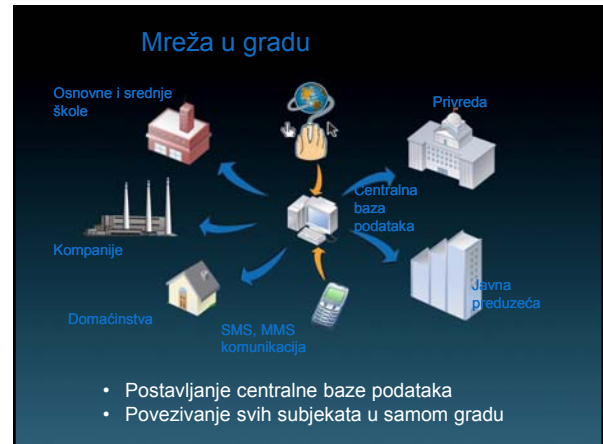 Mreža u gradu
Osnovne i srednje
škole
Privreda
Centralna
baza
podataka
Kompanije
Javna
preduzeća
Domaćinstva
SMS, MMS
komunikacija
• Postavljanje centralne baze podataka
• Povezivanje svih subjekata u samom gradu